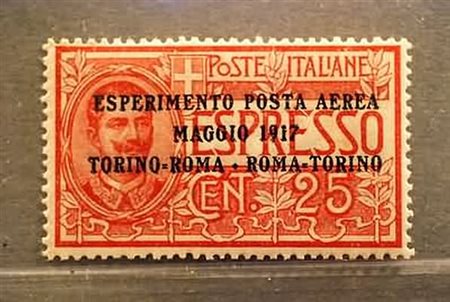 POSTE ITALIANE
ESPERIMENTO POSTA AEREA
MAGGIO 1917
ESPRESSO
TORINO=ROMA • ROMA=TORINO
CENT. 25